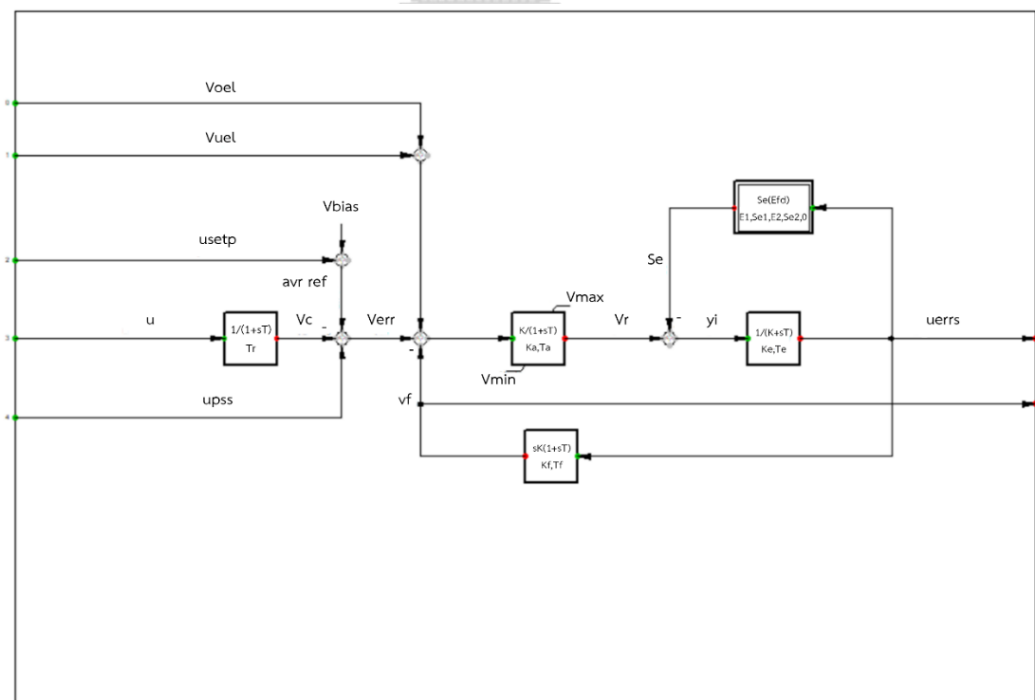 Voel
0
Vuel
1
Vbias
usetp
2
avr ref
Se(Efd)
E1,Se1,E2,Se2,0
Se
Vmax
u
1/(1+sT)
Tr
Vc
-
Verr
-
K/(1+sT)
Ka,Ta
Vr
-
yi
1/(K+sT)
Ke,Te
uerrs
3
Vmin
upss
4
vf
sK(1+sT)
Kf,Tf